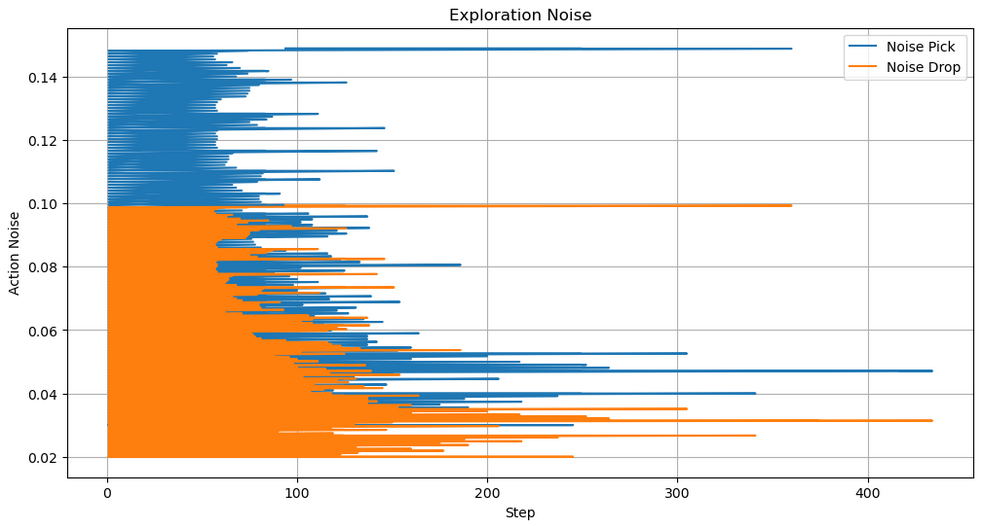 Exploration Noise
Noise Pick
Noise Drop
0.14
0.12
0.10
0.08
0.06
0.04
0.02
Action Noise
0
100
200
300
400
Step